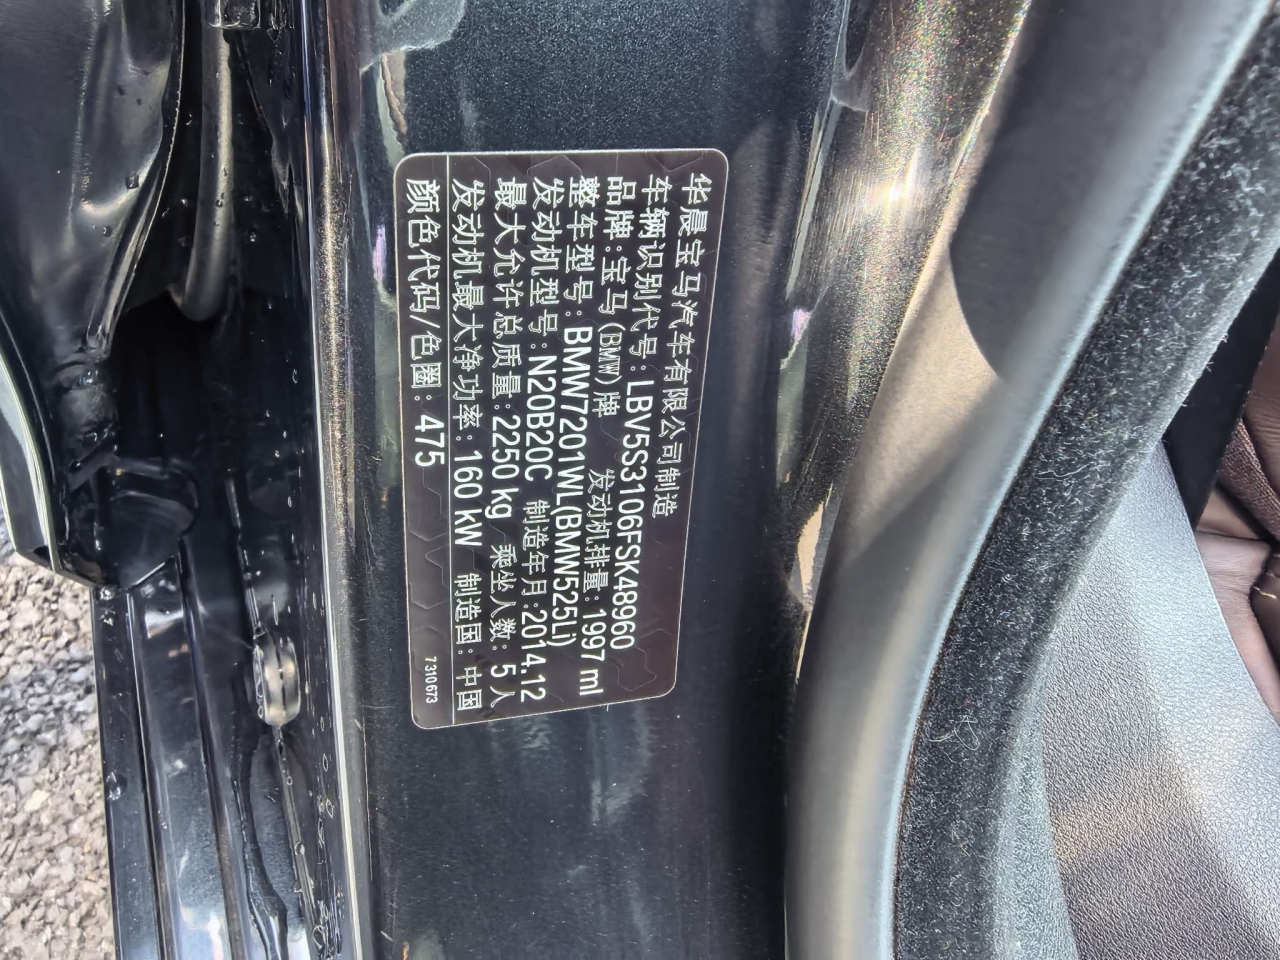 华晨宝马汽车有限公司制造
车辆识别代号:LBV5S3106FSK48960
品牌:宝马(BMW)牌 发动机排量:1997 ml
整车型号:BMW7201WL(BMW525Li)
发动机型号:N20B20C 制造年月:2014.12
最大允许总质量:2250 kg 乘坐人数:5人
发动机最大净功率:160 kW 制造国:中国
颜色代码/色圈:475 7310673